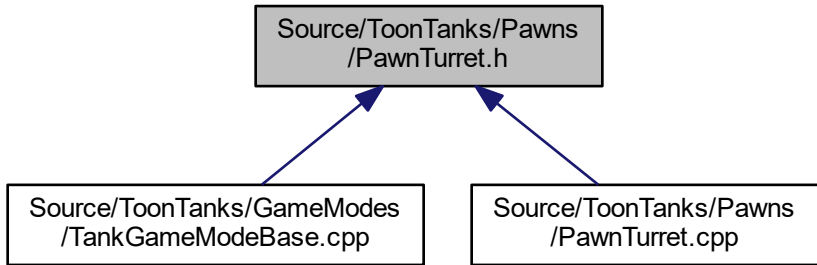 Source/ToonTanks/Pawns
/PawnTurret.h
Source/ToonTanks/GameModes
/TankGameModeBase.cpp
Source/ToonTanks/Pawns
/PawnTurret.cpp